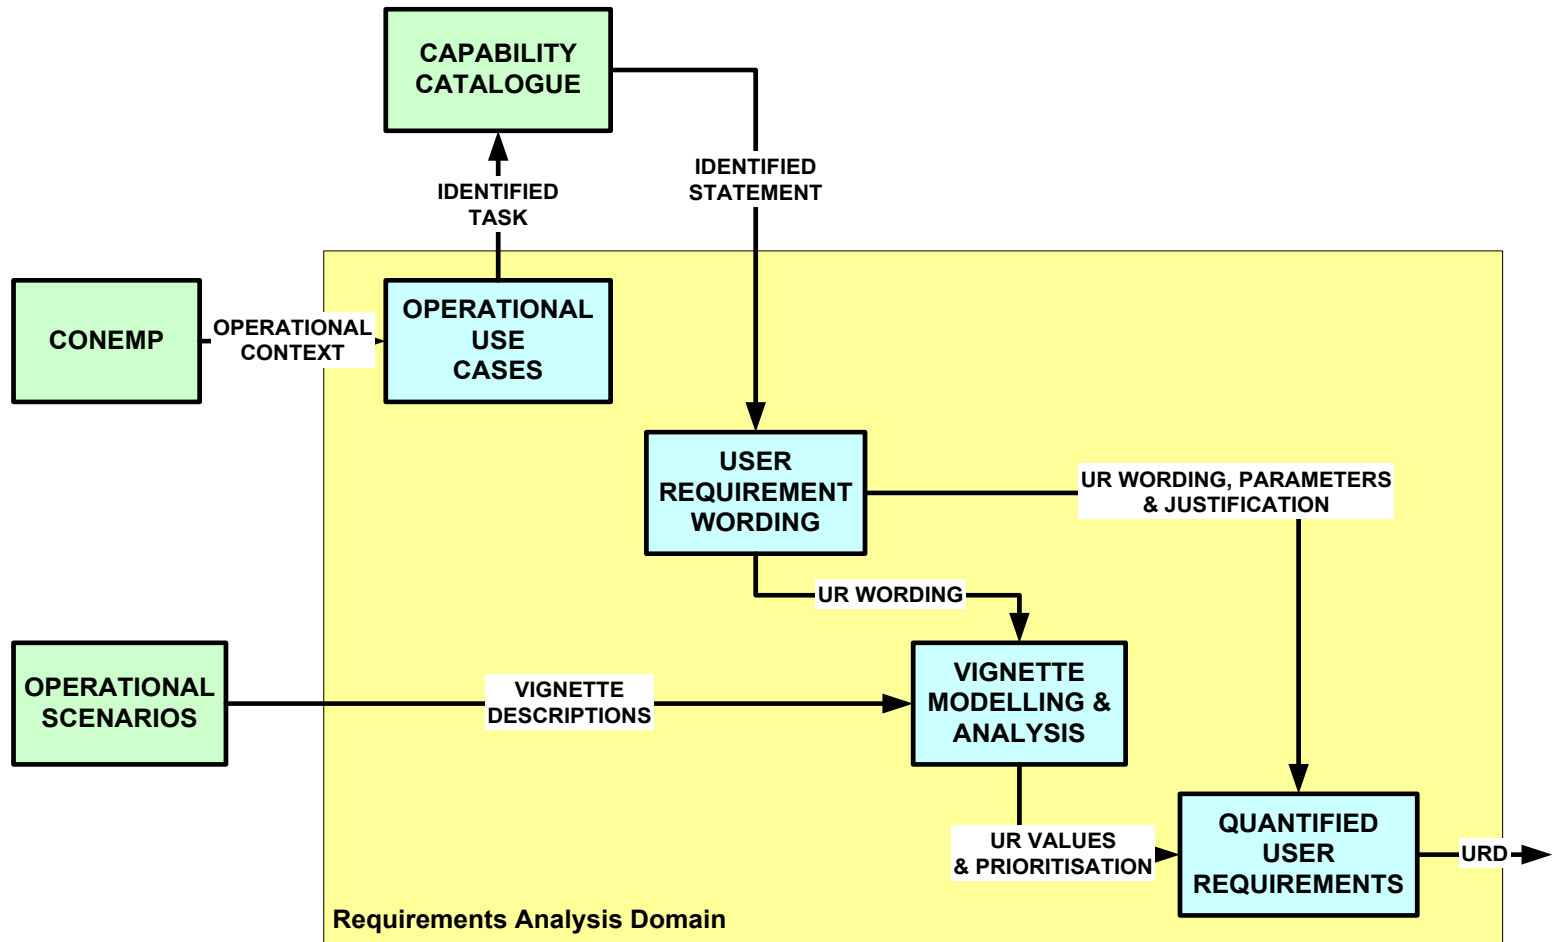 CAPABILITY
CATALOGUE
IDENTIFIED
TASK
IDENTIFIED
STATEMENT
CONEMP
OPERATIONAL
CONTEXT
OPERATIONAL
USE
CASES
USER
REQUIREMENT
WORDING
UR WORDING, PARAMETERS
& JUSTIFICATION
UR WORDING
OPERATIONAL
SCENARIOS
VIGNETTE
DESCRIPTIONS
VIGNETTE
MODELLING &
ANALYSIS
UR VALUES
& PRIORITISATION
QUANTIFIED
USER
REQUIREMENTS
URD
Requirements Analysis Domain